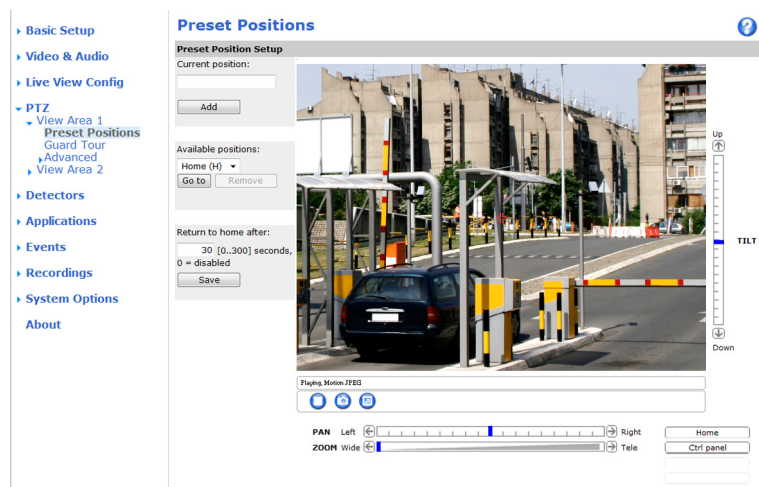 Basic Setup
Video & Audio
Live View Config
PTZ
View Area 1
Preset Positions
Guard Tour
Advanced
View Area 2
Detectors
Applications
Events
Recordings
System Options
About
Preset Positions
?
Preset Position Setup
Current position:
Add
Available positions:
Home (H)
Go to
Remove
Return to home after:
30 [0..300] seconds,
0 = disabled
Save
Up
TILT
Down
Playing, Motion JPEG
PAN Left Right
ZOOM Wide Tele
Home
Ctrl panel